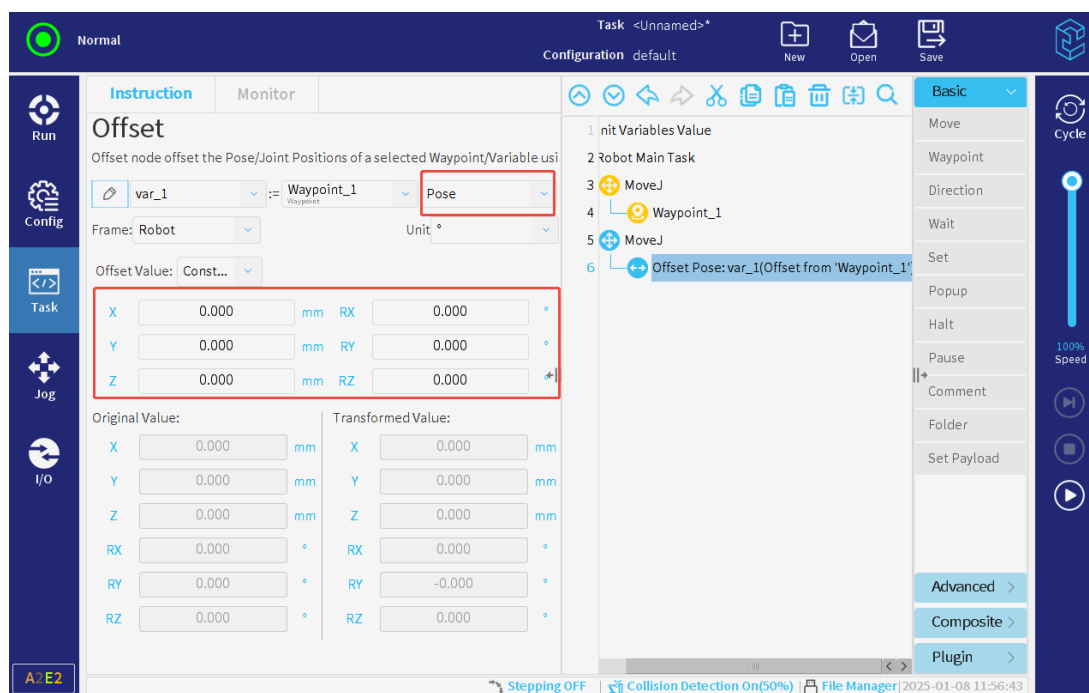 Normal
Task <Unnamed>*
Configuration default
New
Open
Save
Run
Config
Task
Jog
I/O
A2E2
Instruction Monitor
Offset
Offset node offset the Pose/Joint Positions of a selected Waypoint/Variable usi
var_1 := Waypoint_1 Pose
Waypoint
Frame: Robot Unit °
Offset Value: Const...
X 0.000 mm RX 0.000 °
Y 0.000 mm RY 0.000 °
Z 0.000 mm RZ 0.000 °
Original Value: Transformed Value:
X 0.000 mm X 0.000 mm
Y 0.000 mm Y 0.000 mm
Z 0.000 mm Z 0.000 mm
RX 0.000 ° RX 0.000 °
RY 0.000 ° RY -0.000 °
RZ 0.000 ° RZ 0.000 °
1 nit Variables Value
2 Robot Main Task
3 MoveJ
4 Waypoint_1
5 MoveJ
6 Offset Pose: var_1(Offset from 'Waypoint_1'
Basic
Move
Waypoint
Direction
Wait
Set
Popup
Halt
Pause
Comment
Folder
Set Payload
Advanced
Composite
Plugin
Cycle
100%
Speed
Stepping OFF | Collision Detection On(50%) | File Manager| 2025-01-08 11:56:43